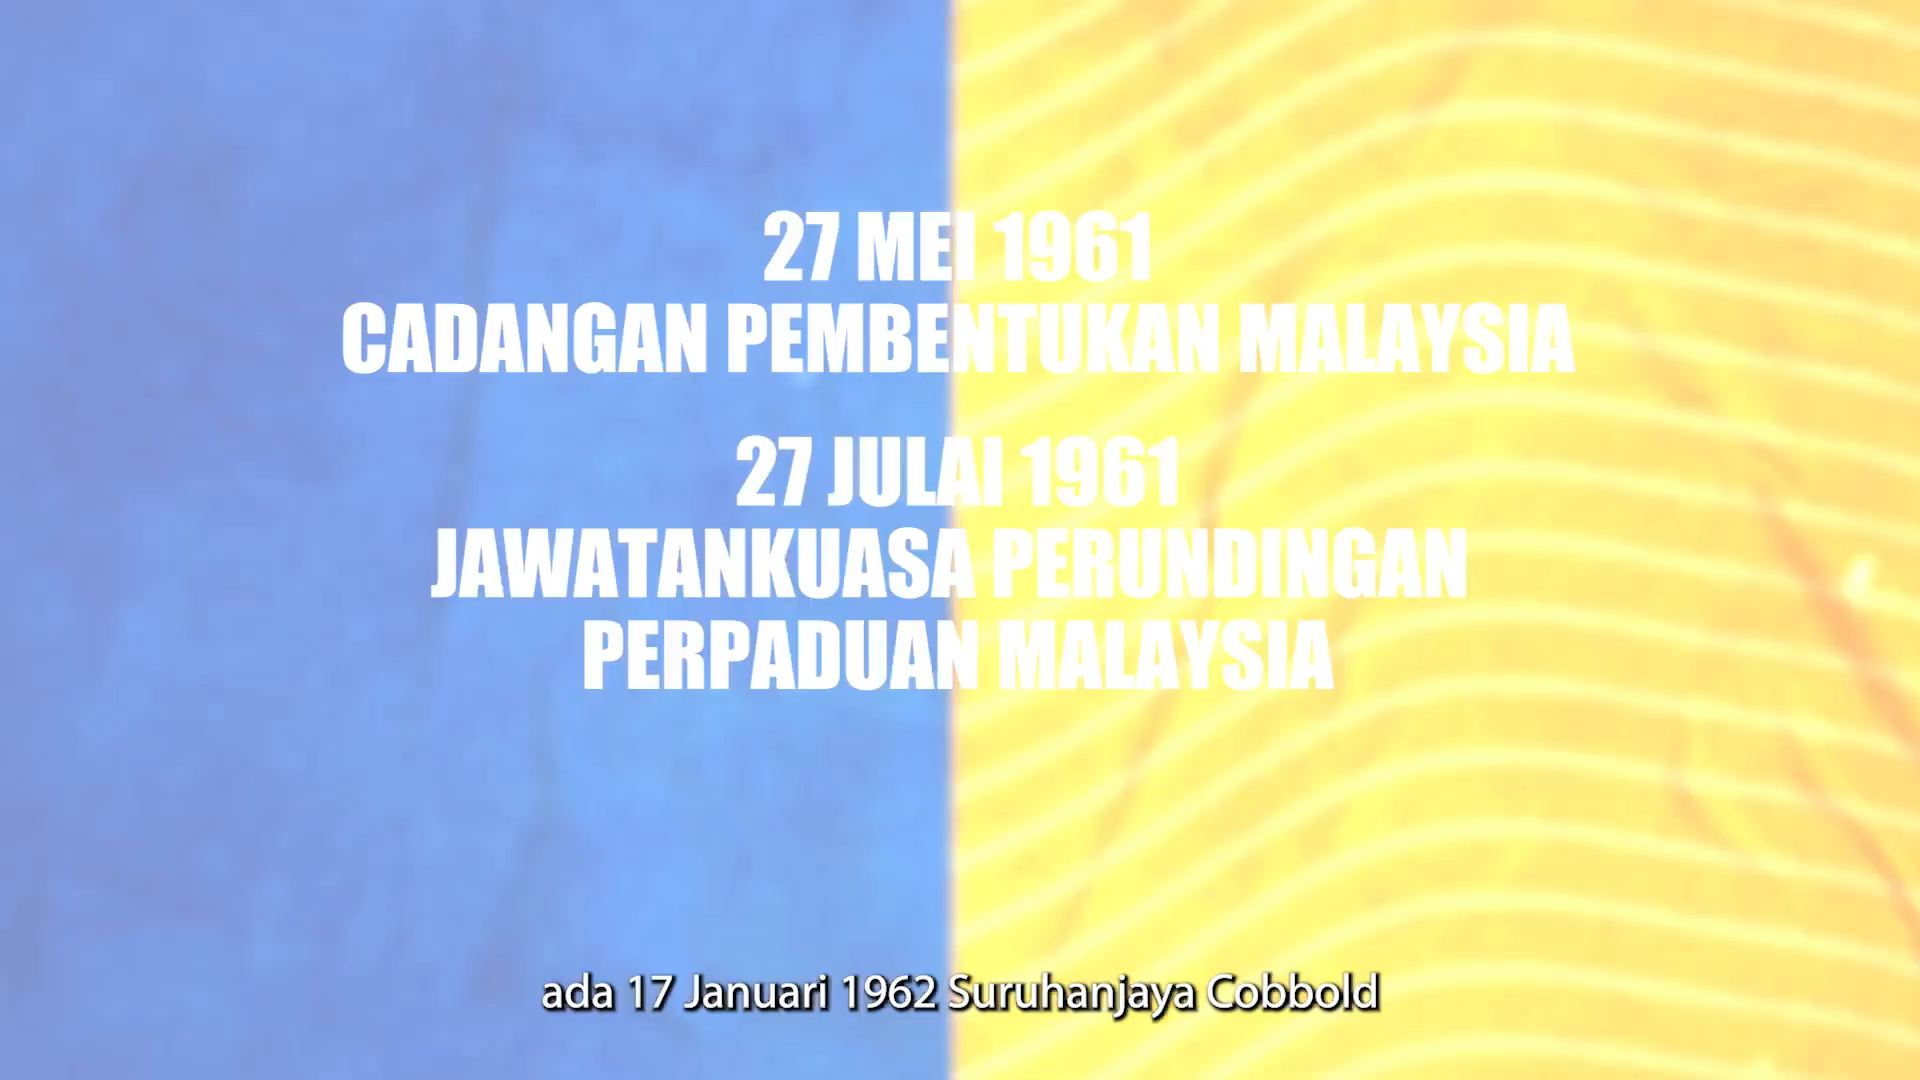 27 MEI 1961
CADANGAN PEMBENTUKAN MALAYSIA
27 JULAI 1961
JAWATANKUASA PERUNDINGAN
PERPADUAN MALAYSIA
ada 17 Januari 1962 Suruhanjaya Cobbold